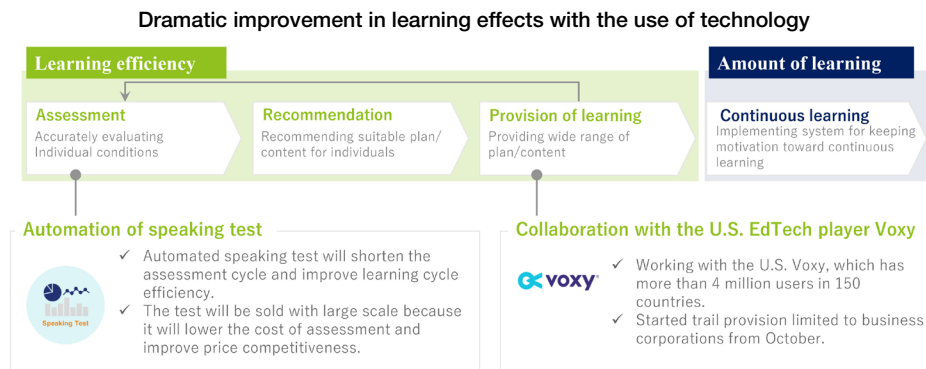 Dramatic improvement in learning effects with the use of technology
Learning efficiency
Amount of learning
Assessment
Accurately evaluating
Individual conditions
Recommendation
Recommending suitable plan/
content for individuals
Provision of learning
Providing wide range of
plan/content
Continuous learning
Implementing system for keeping
motivation toward continuous
learning
Automation of speaking test
Speaking Test
✓ Automated speaking test will shorten the
assessment cycle and improve learning cycle
efficiency.
✓ The test will be sold with large scale because
it will lower the cost of assessment and
improve price competitiveness.
Collaboration with the U.S. EdTech player Voxy
voxy
✓ Working with the U.S. Voxy, which has
more than 4 million users in 150
countries.
✓ Started trail provision limited to business
corporations from October.